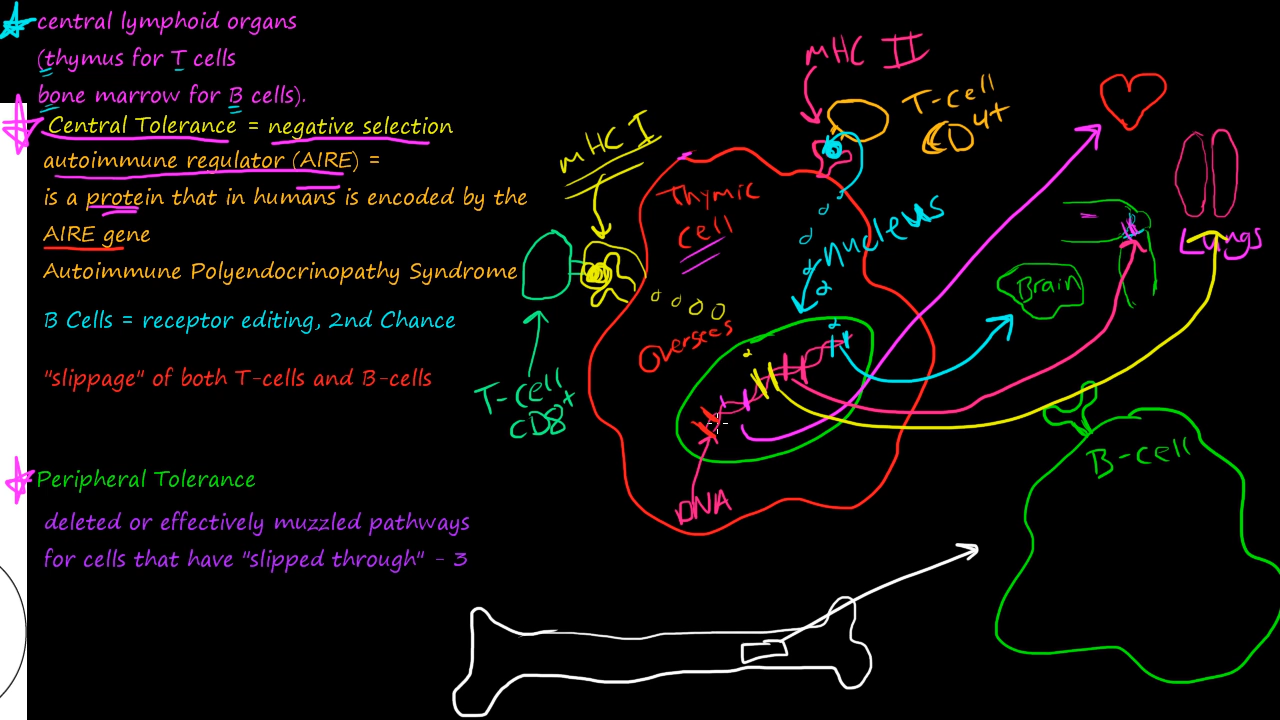 central lymphoid organs
(thymus for T cells
bone marrow for B cells).
Central Tolerance = negative selection
autoimmune regulator (AIRE) =
is a protein that in humans is encoded by the
AIRE gene
Autoimmune Polyendocrinopathy Syndrome
B Cells = receptor editing, 2nd Chance
"slippage" of both T-cells and B-cells
Peripheral Tolerance
deleted or effectively muzzled pathways
for cells that have "slipped through" - 3
MHC II
T-cell
CD4+
MHC I
Thymic
cell
nucleus
Lungs
Brain
Oversees
T-cell
CD8+
B-cell
DNA